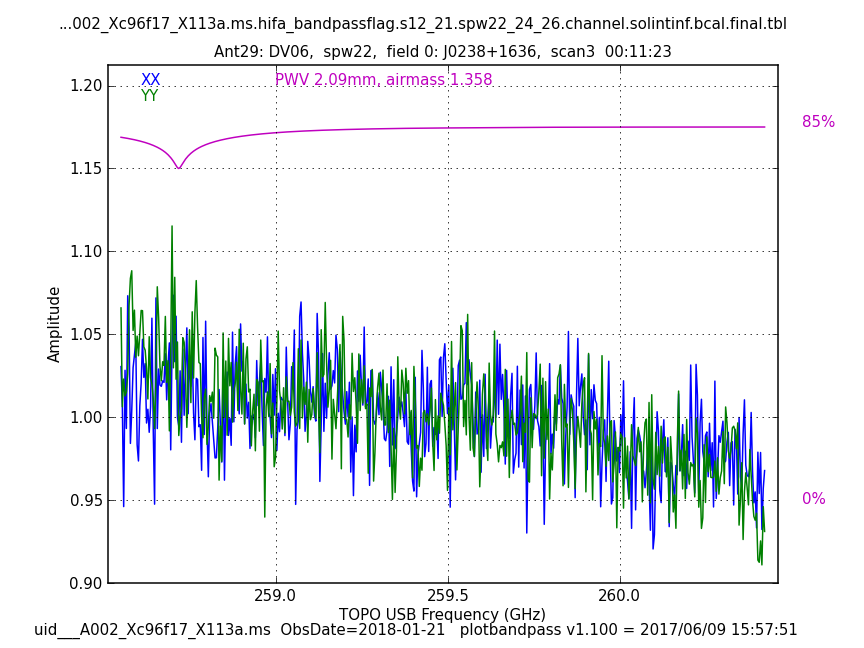 ...002_Xc96f17_X113a.ms.hifa_bandpassflag.s12_21.spw22_24_26.channel.solintinf.bcal.final.tbl
Ant29: DV06, spw22, field 0: J0238+1636, scan3 00:11:23
XX
YY
PWV 2.09mm, airmass 1.358
85%
0%
1.20
1.15
1.10
1.05
1.00
0.95
0.90
Amplitude
259.0 259.5 260.0
TOPO USB Frequency (GHz)
uid___A002_Xc96f17_X113a.ms ObsDate=2018-01-21 plotbandpass v1.100 = 2017/06/09 15:57:51